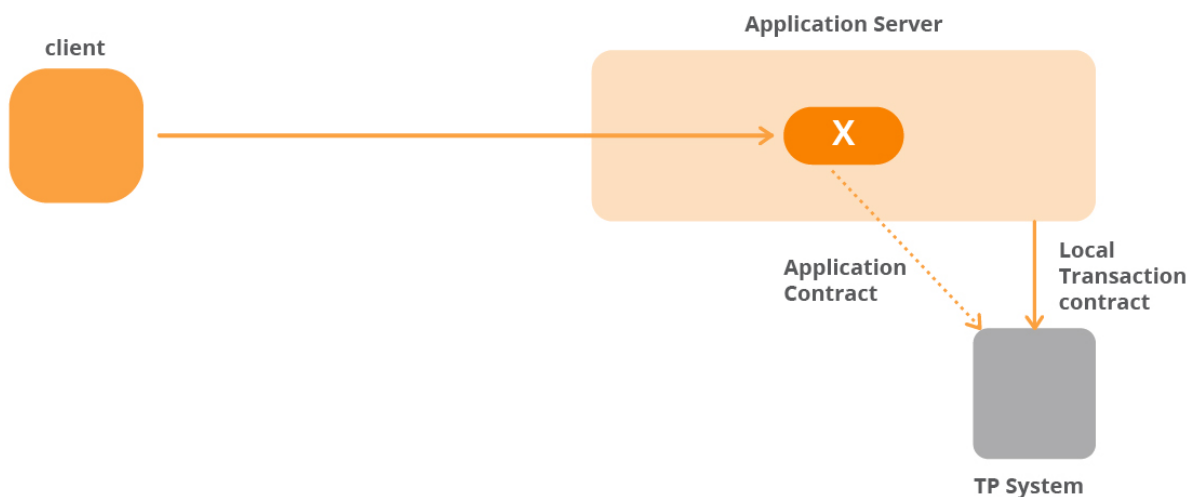 Application Server
client
X
Application
Contract
Local
Transaction
contract
TP System